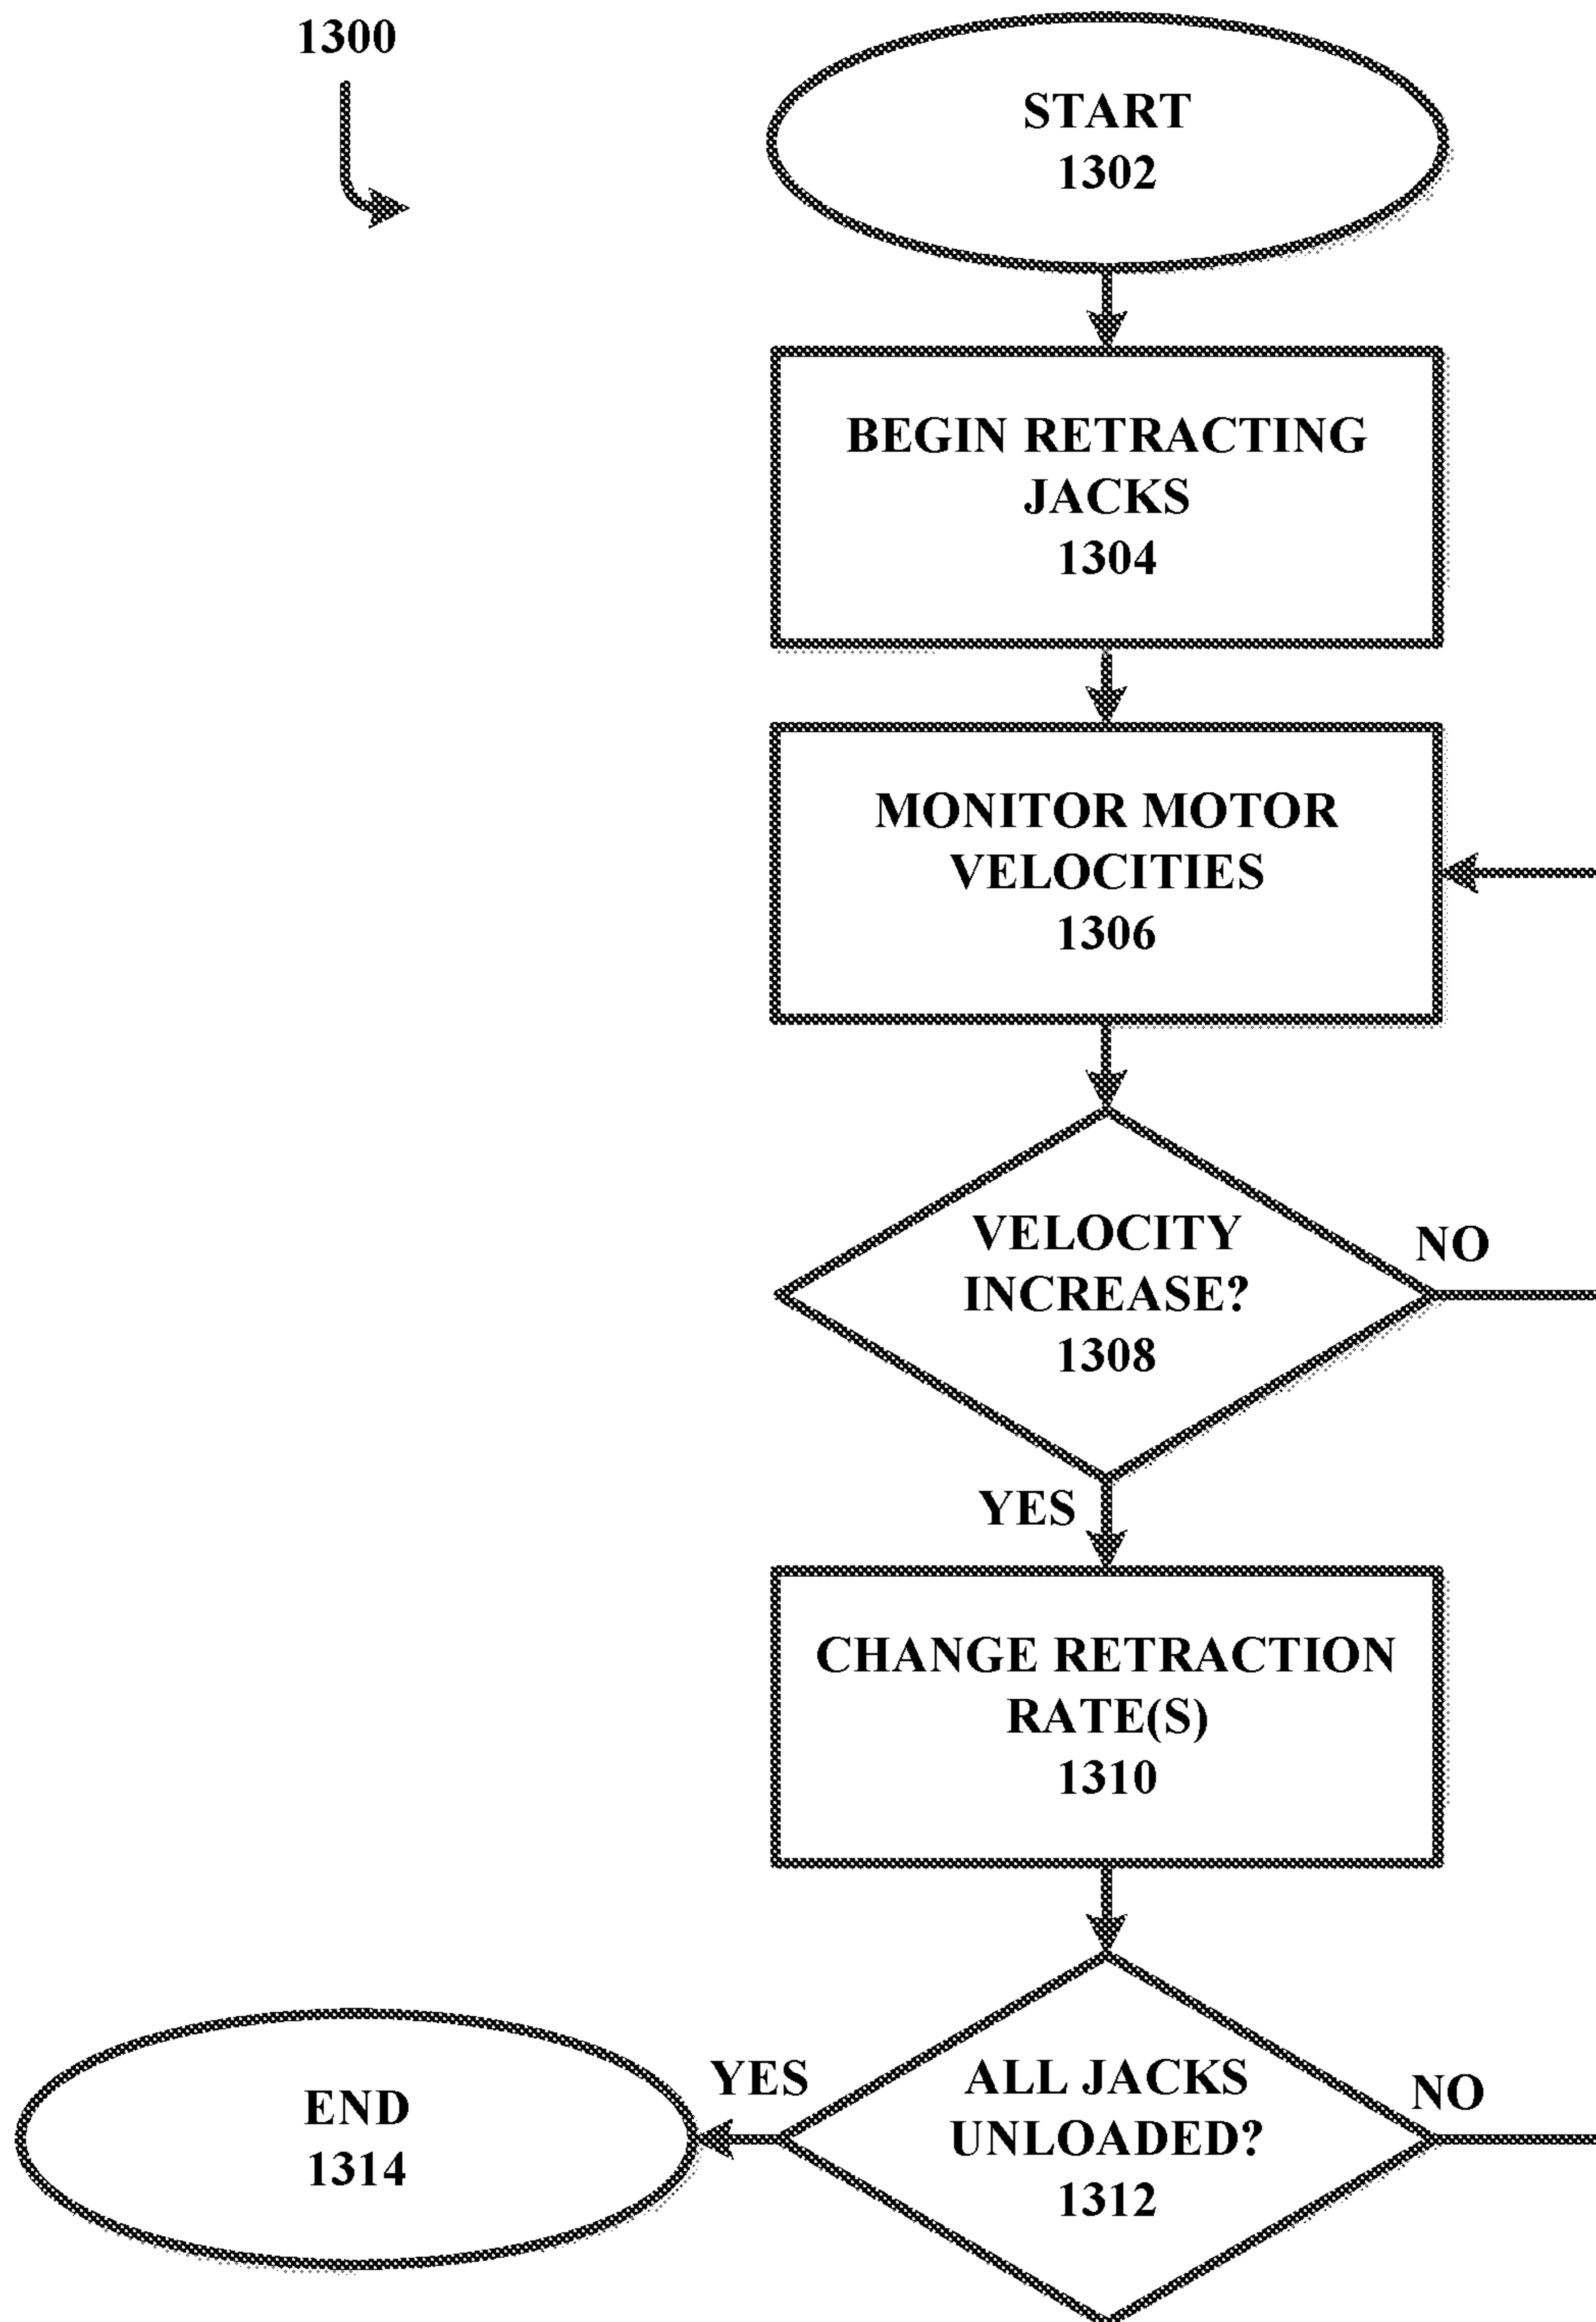 1300
START
1302
BEGIN RETRACTING
JACKS
1304
MONITOR MOTOR
VELOCITIES
1306
VELOCITY
INCREASE?
1308
NO
YES
CHANGE RETRACTION
RATE(S)
1310
ALL JACKS
UNLOADED?
1312
NO
YES
END
1314